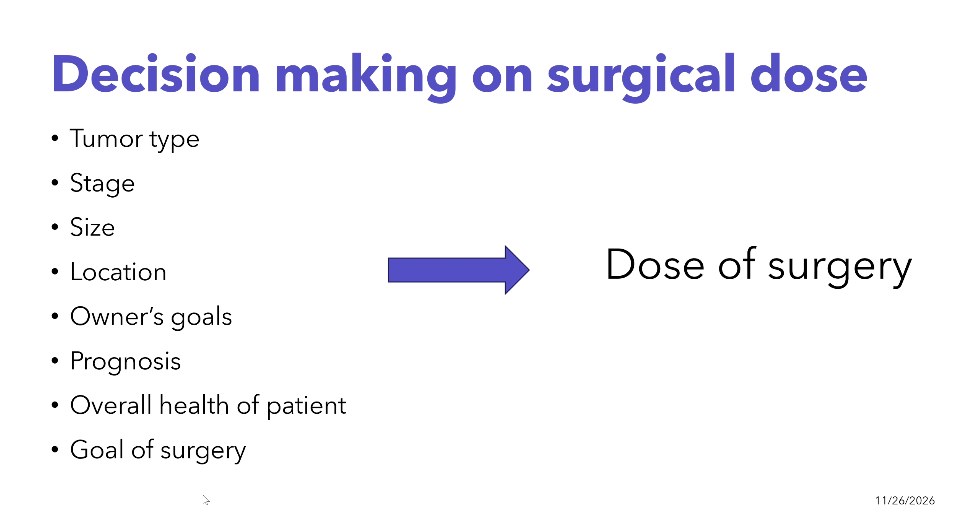 Decision making on surgical dose
• Tumor type
• Stage
• Size
• Location
• Owner’s goals
• Prognosis
• Overall health of patient
• Goal of surgery
Dose of surgery
11/26/2026